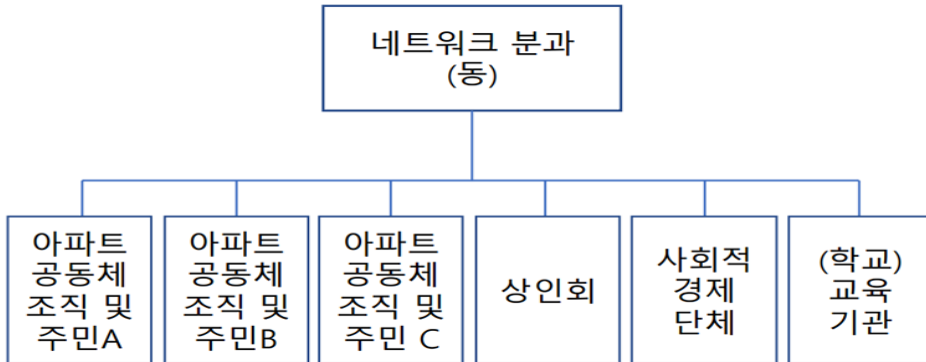 네트워크 분과
(동)
아파트
공동체
조직 및
주민A
아파트
공동체
조직 및
주민B
아파트
공동체
조직 및
주민 C
상인회
사회적
경제
단체
(학교)
교육
기관